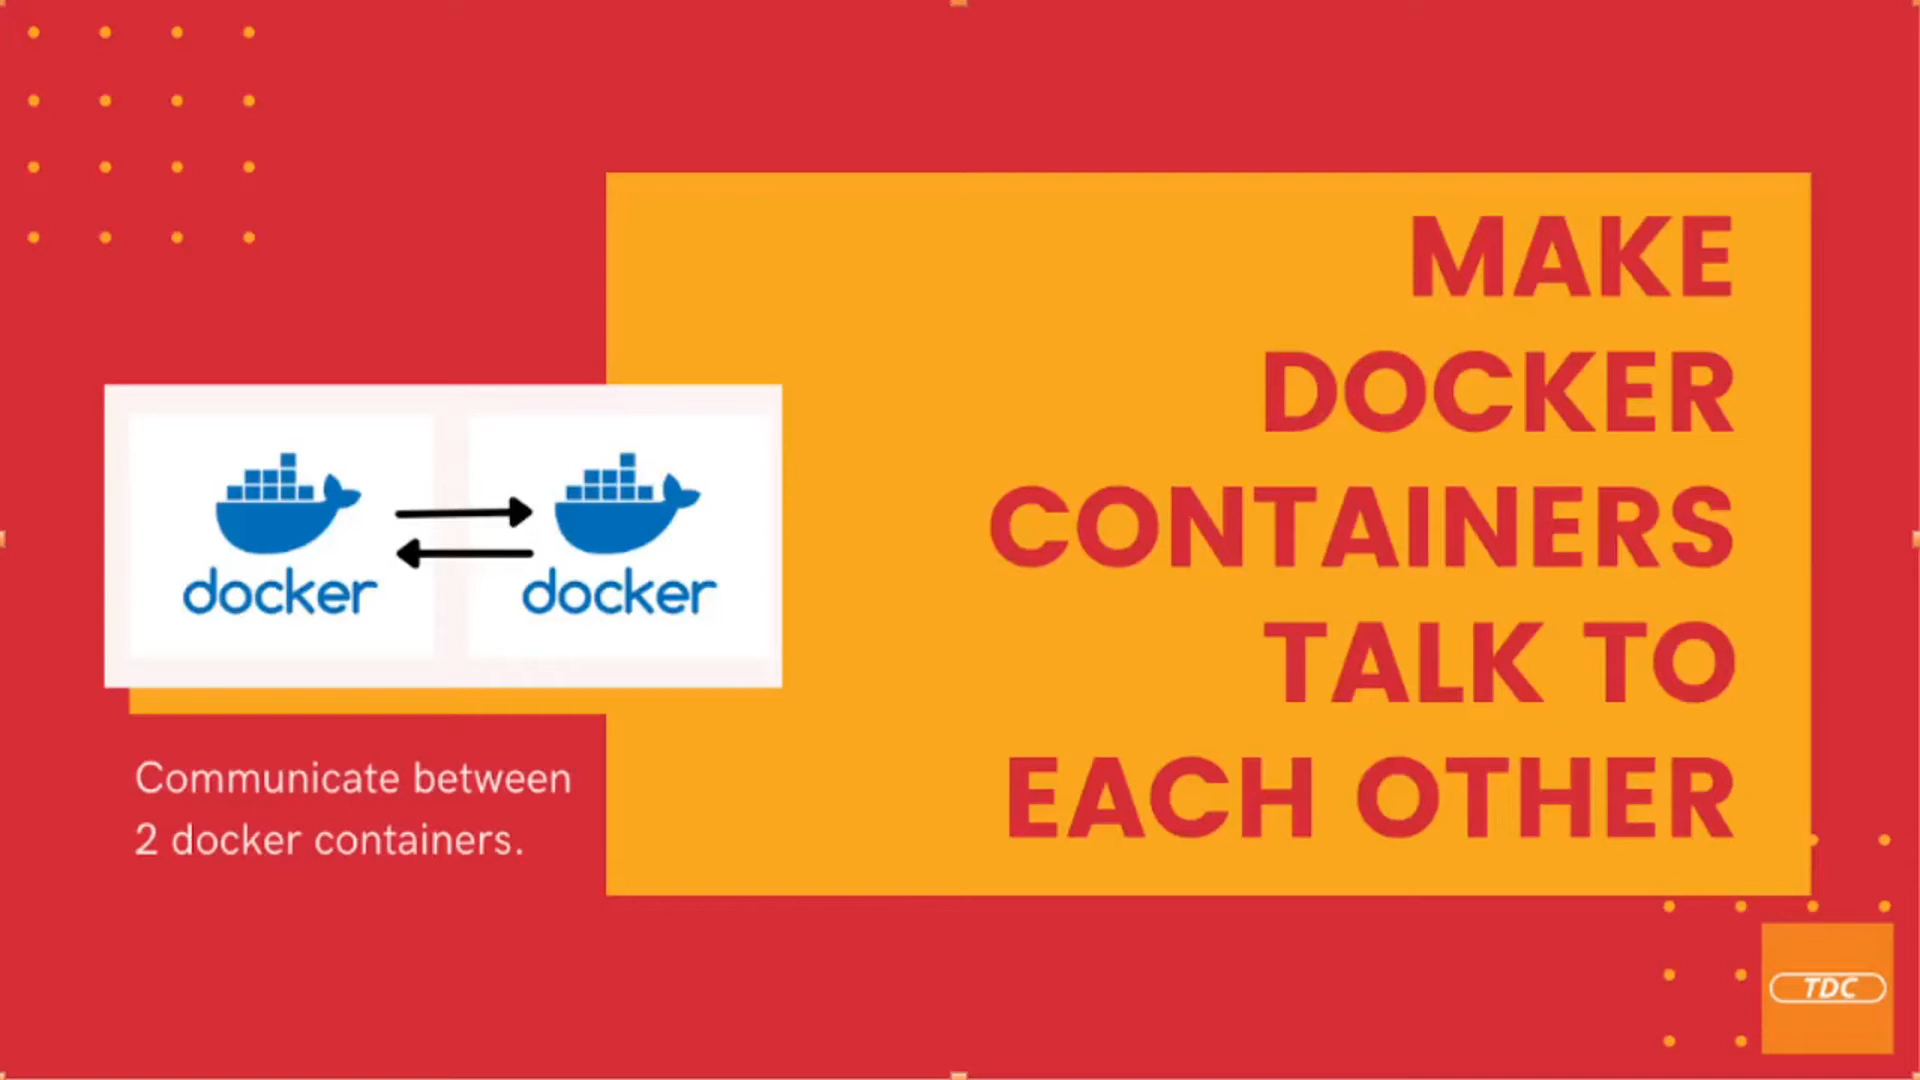 MAKE
DOCKER
CONTAINERS
TALK TO
EACH OTHER
docker
docker
Communicate between
2 docker containers.
TDC